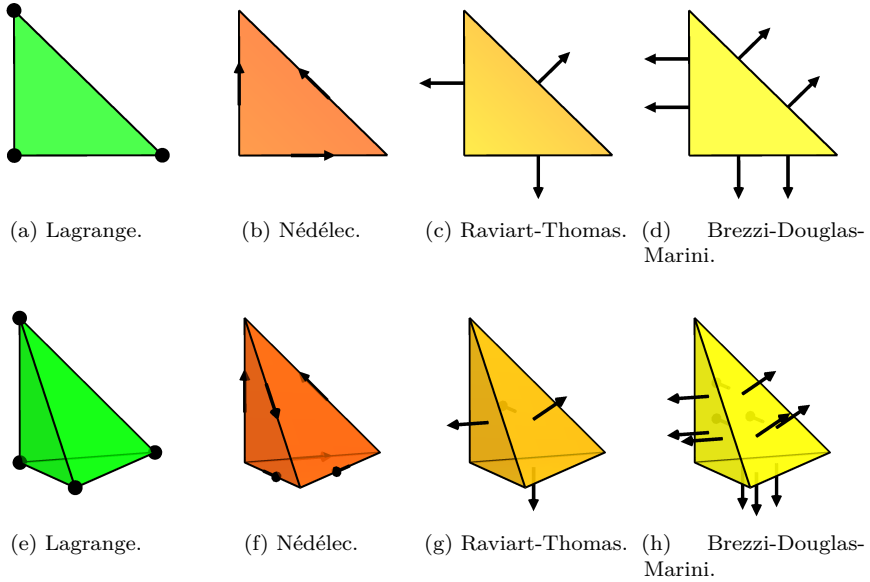 (a) Lagrange.
(b) Nédélec.
(c) Raviart-Thomas.
(d) Brezzi-Douglas-
Marini.
(e) Lagrange.
(f) Nédélec.
(g) Raviart-Thomas.
(h) Brezzi-Douglas-
Marini.